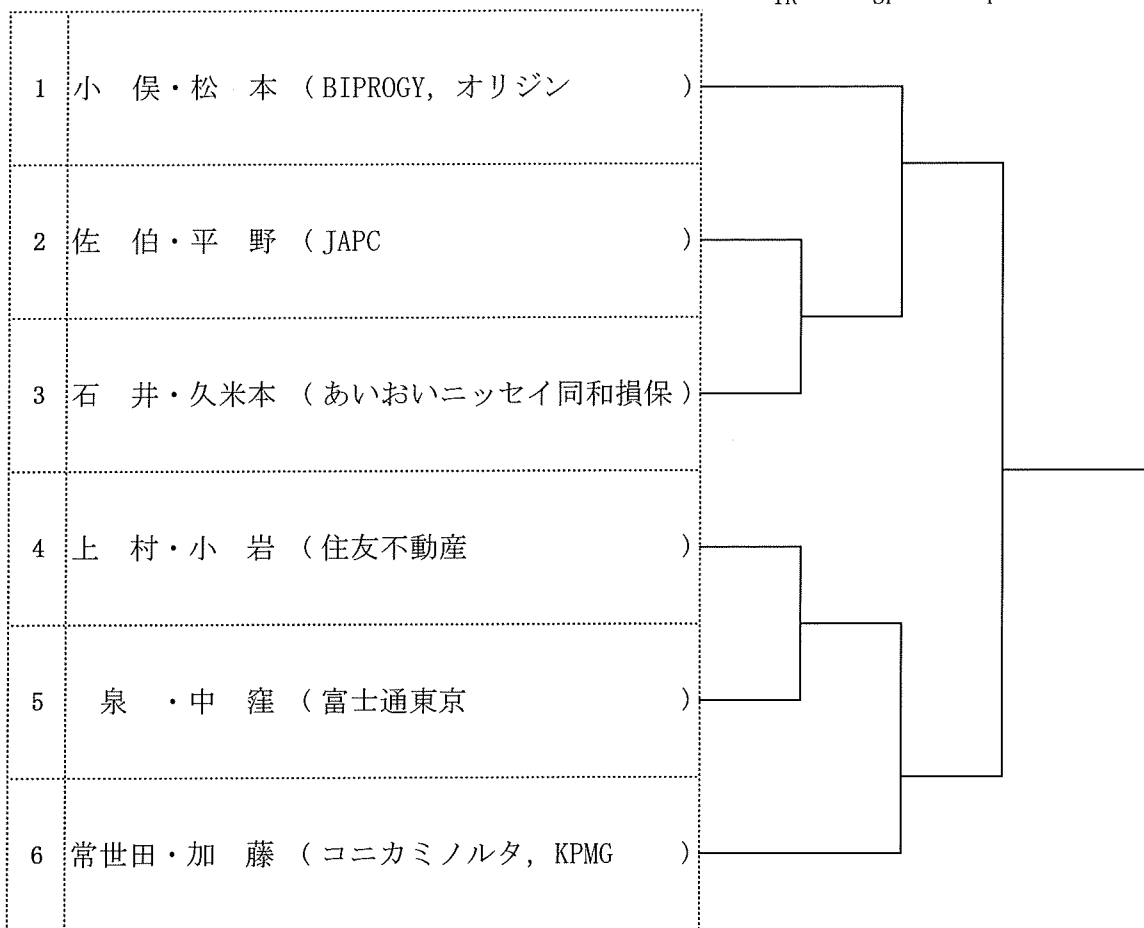 1 小 俣・松 本 ( BIPROGY, オリジン )
2 佐 伯・平 野 ( JAPC )
3 石 井・久米本 ( あいおいニッセイ同和損保 )
4 上 村・小 岩 ( 住友不動産 )
5 泉 ・中 窪 ( 富士通東京 )
6 常世田・加 藤 ( コニカミノルタ, KPMG )